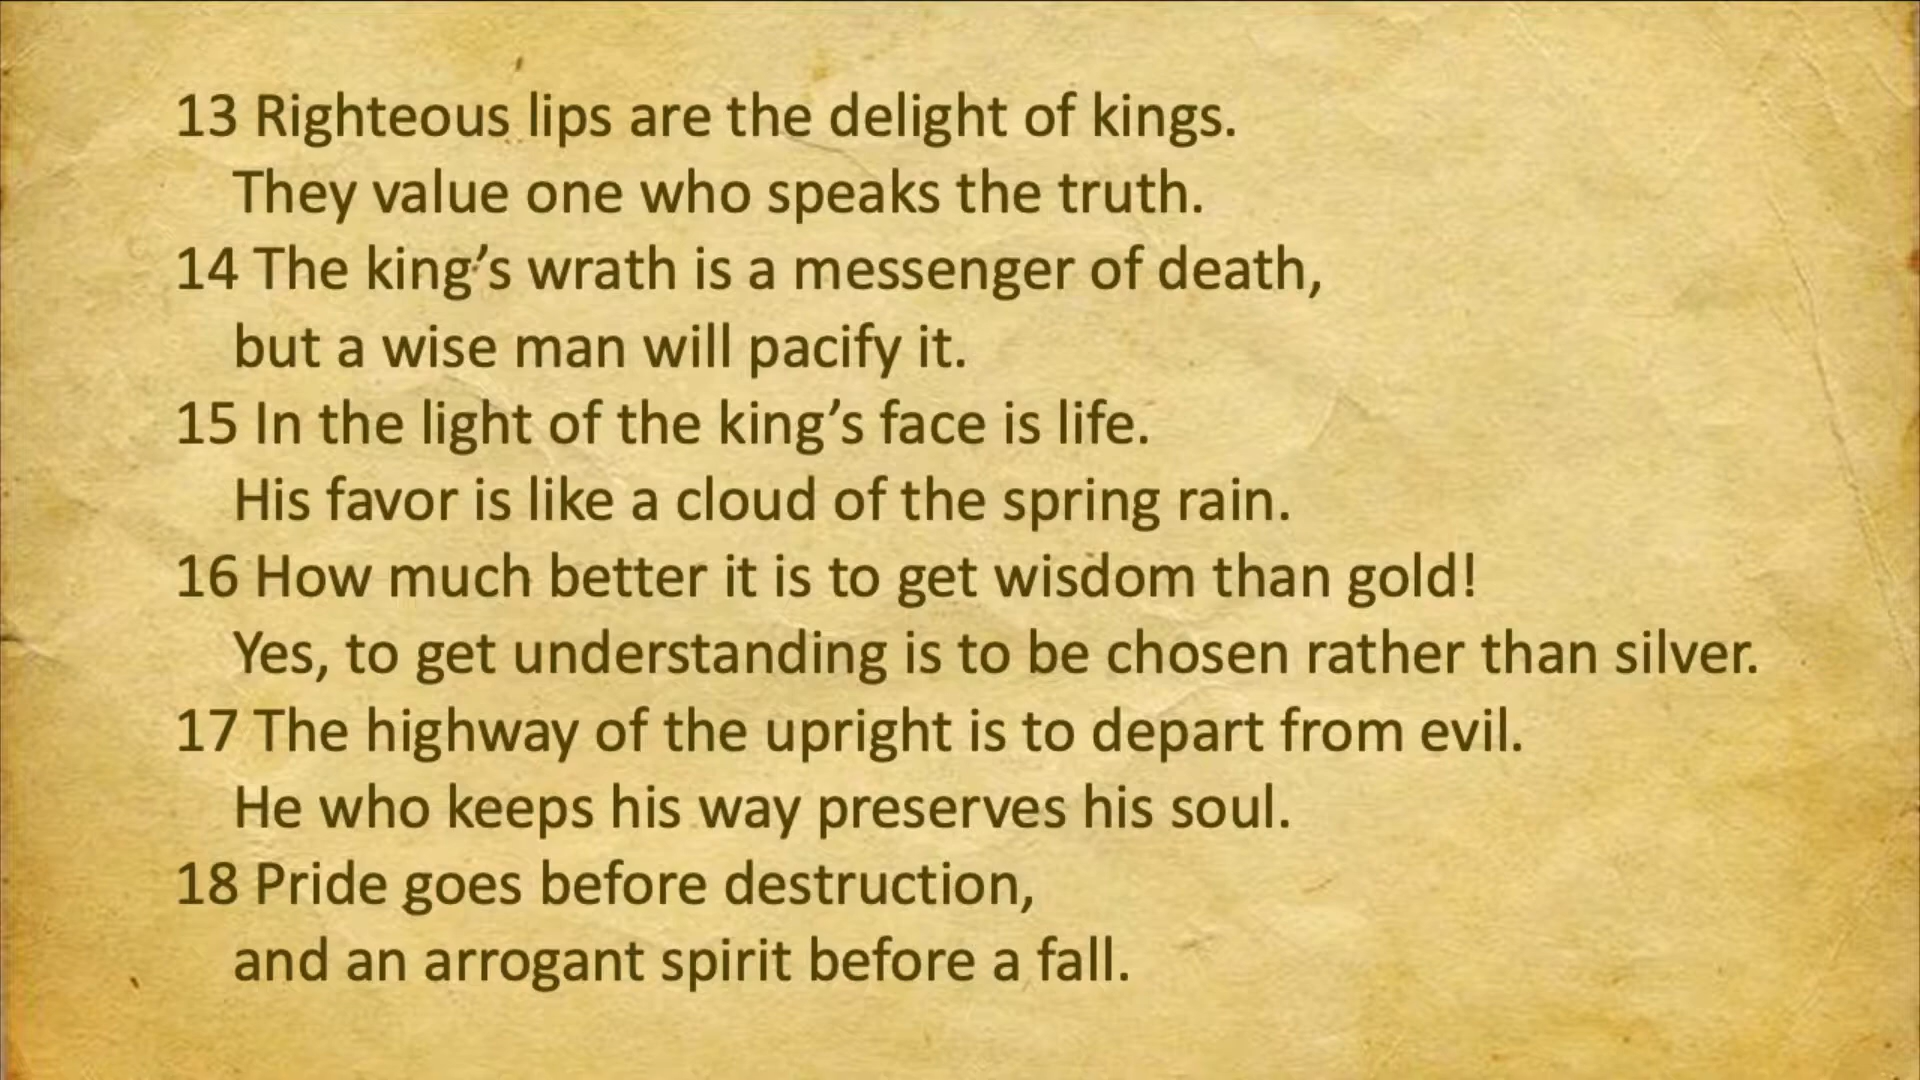 13 Righteous lips are the delight of kings.
They value one who speaks the truth.
14 The king’s wrath is a messenger of death,
but a wise man will pacify it.
15 In the light of the king’s face is life.
His favor is like a cloud of the spring rain.
16 How much better it is to get wisdom than gold!
Yes, to get understanding is to be chosen rather than silver.
17 The highway of the upright is to depart from evil.
He who keeps his way preserves his soul.
18 Pride goes before destruction,
and an arrogant spirit before a fall.